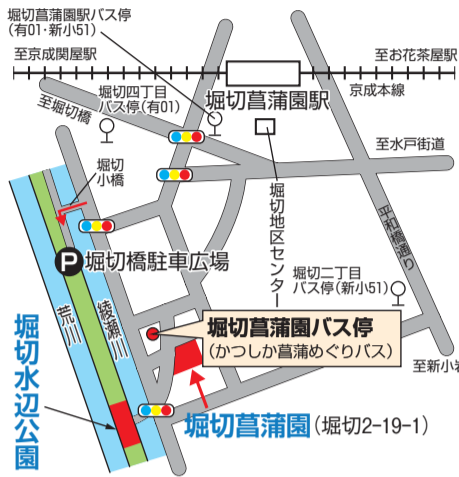 堀切菖蒲園駅バス停
(有01・新小51)
至京成関屋駅
至お花茶屋駅
堀切四丁目
バス停(有01)
堀切菖蒲園駅
京成本線
至堀切橋
至水戸街道
堀切
小橋
堀切地区センター
平和橋通り
P 堀切橋駐車広場
堀切二丁目
バス停(新小51)
荒川
綾瀬川
堀切菖蒲園バス停
(かつしか菖蒲めぐりバス)
至新小岩
堀切水辺公園
堀切菖蒲園(堀切2-19-1)